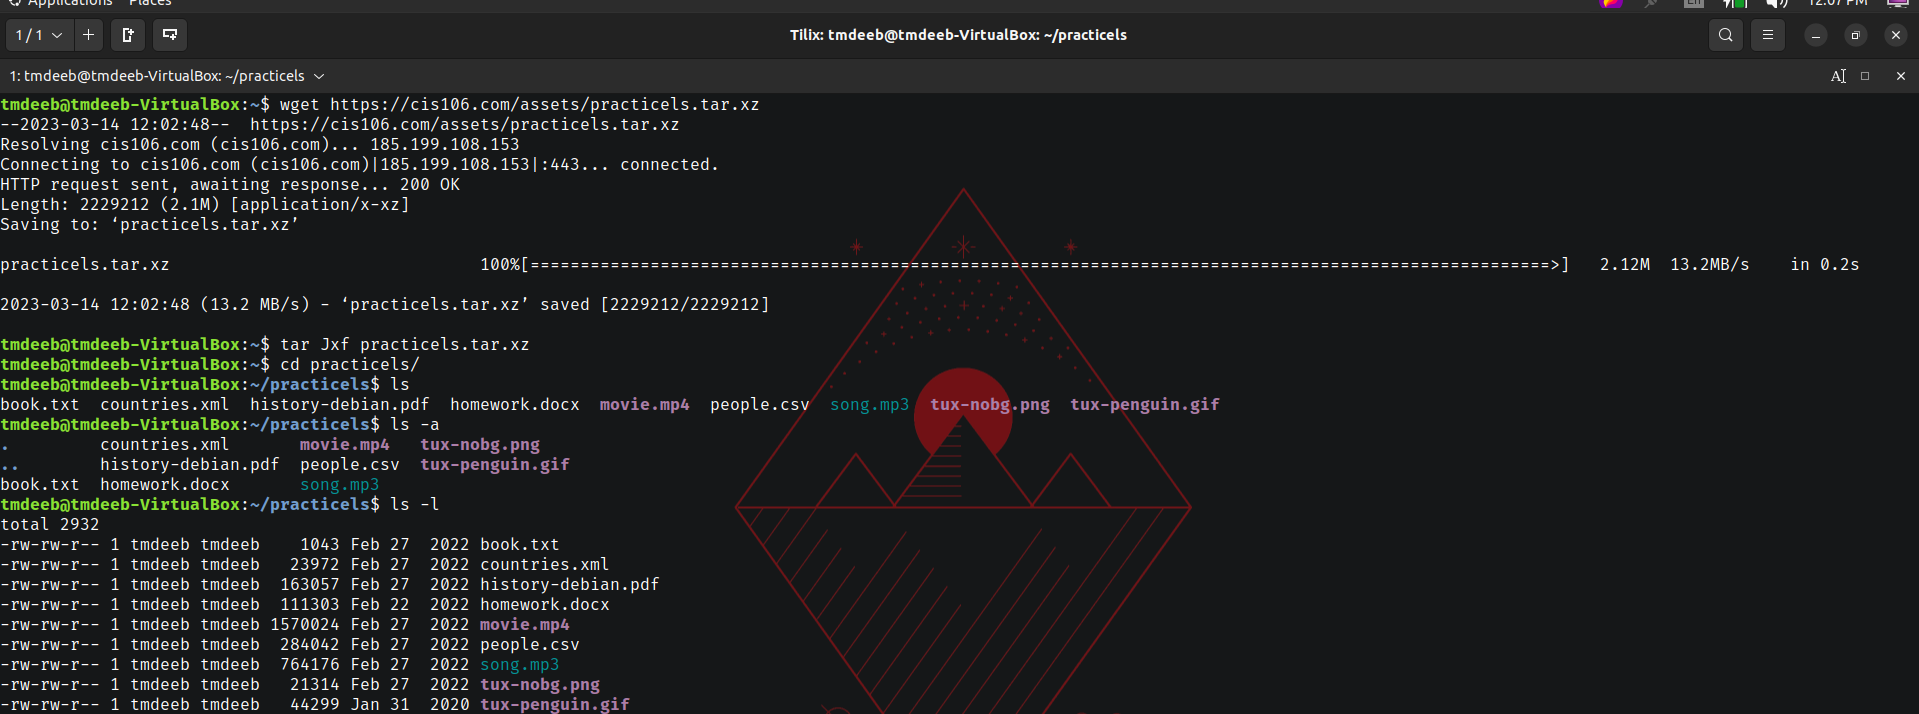 Applications Places En 12:07 PM
1 / 1 Tilix: tmdeeb@tmdeeb-VirtualBox: ~/practicels
1: tmdeeb@tmdeeb-VirtualBox: ~/practicels
tmdeeb@tmdeeb-VirtualBox:~$ wget https://cis106.com/assets/practicels.tar.xz
--2023-03-14 12:02:48--  https://cis106.com/assets/practicels.tar.xz
Resolving cis106.com (cis106.com)... 185.199.108.153
Connecting to cis106.com (cis106.com)|185.199.108.153|:443... connected.
HTTP request sent, awaiting response... 200 OK
Length: 2229212 (2.1M) [application/x-xz]
Saving to: ‘practicels.tar.xz’
practicels.tar.xz 100%[======================================================================================================>] 2.12M 13.2MB/s in 0.2s
2023-03-14 12:02:48 (13.2 MB/s) - ‘practicels.tar.xz’ saved [2229212/2229212]
tmdeeb@tmdeeb-VirtualBox:~$ tar Jxf practicels.tar.xz
tmdeeb@tmdeeb-VirtualBox:~$ cd practicels/
tmdeeb@tmdeeb-VirtualBox:~/practicels$ ls
book.txt  countries.xml  history-debian.pdf  homework.docx  movie.mp4  people.csv  song.mp3  tux-nobg.png  tux-penguin.gif
tmdeeb@tmdeeb-VirtualBox:~/practicels$ ls -a
.         countries.xml       movie.mp4   tux-nobg.png
..        history-debian.pdf  people.csv  tux-penguin.gif
book.txt  homework.docx       song.mp3
tmdeeb@tmdeeb-VirtualBox:~/practicels$ ls -l
total 2932
-rw-rw-r-- 1 tmdeeb tmdeeb    1043 Feb 27  2022 book.txt
-rw-rw-r-- 1 tmdeeb tmdeeb   23972 Feb 27  2022 countries.xml
-rw-rw-r-- 1 tmdeeb tmdeeb  163057 Feb 27  2022 history-debian.pdf
-rw-rw-r-- 1 tmdeeb tmdeeb  111303 Feb 22  2022 homework.docx
-rw-rw-r-- 1 tmdeeb tmdeeb 1570024 Feb 27  2022 movie.mp4
-rw-rw-r-- 1 tmdeeb tmdeeb  284042 Feb 27  2022 people.csv
-rw-rw-r-- 1 tmdeeb tmdeeb  764176 Feb 27  2022 song.mp3
-rw-rw-r-- 1 tmdeeb tmdeeb   21314 Feb 27  2022 tux-nobg.png
-rw-rw-r-- 1 tmdeeb tmdeeb   44299 Jan 31  2020 tux-penguin.gif